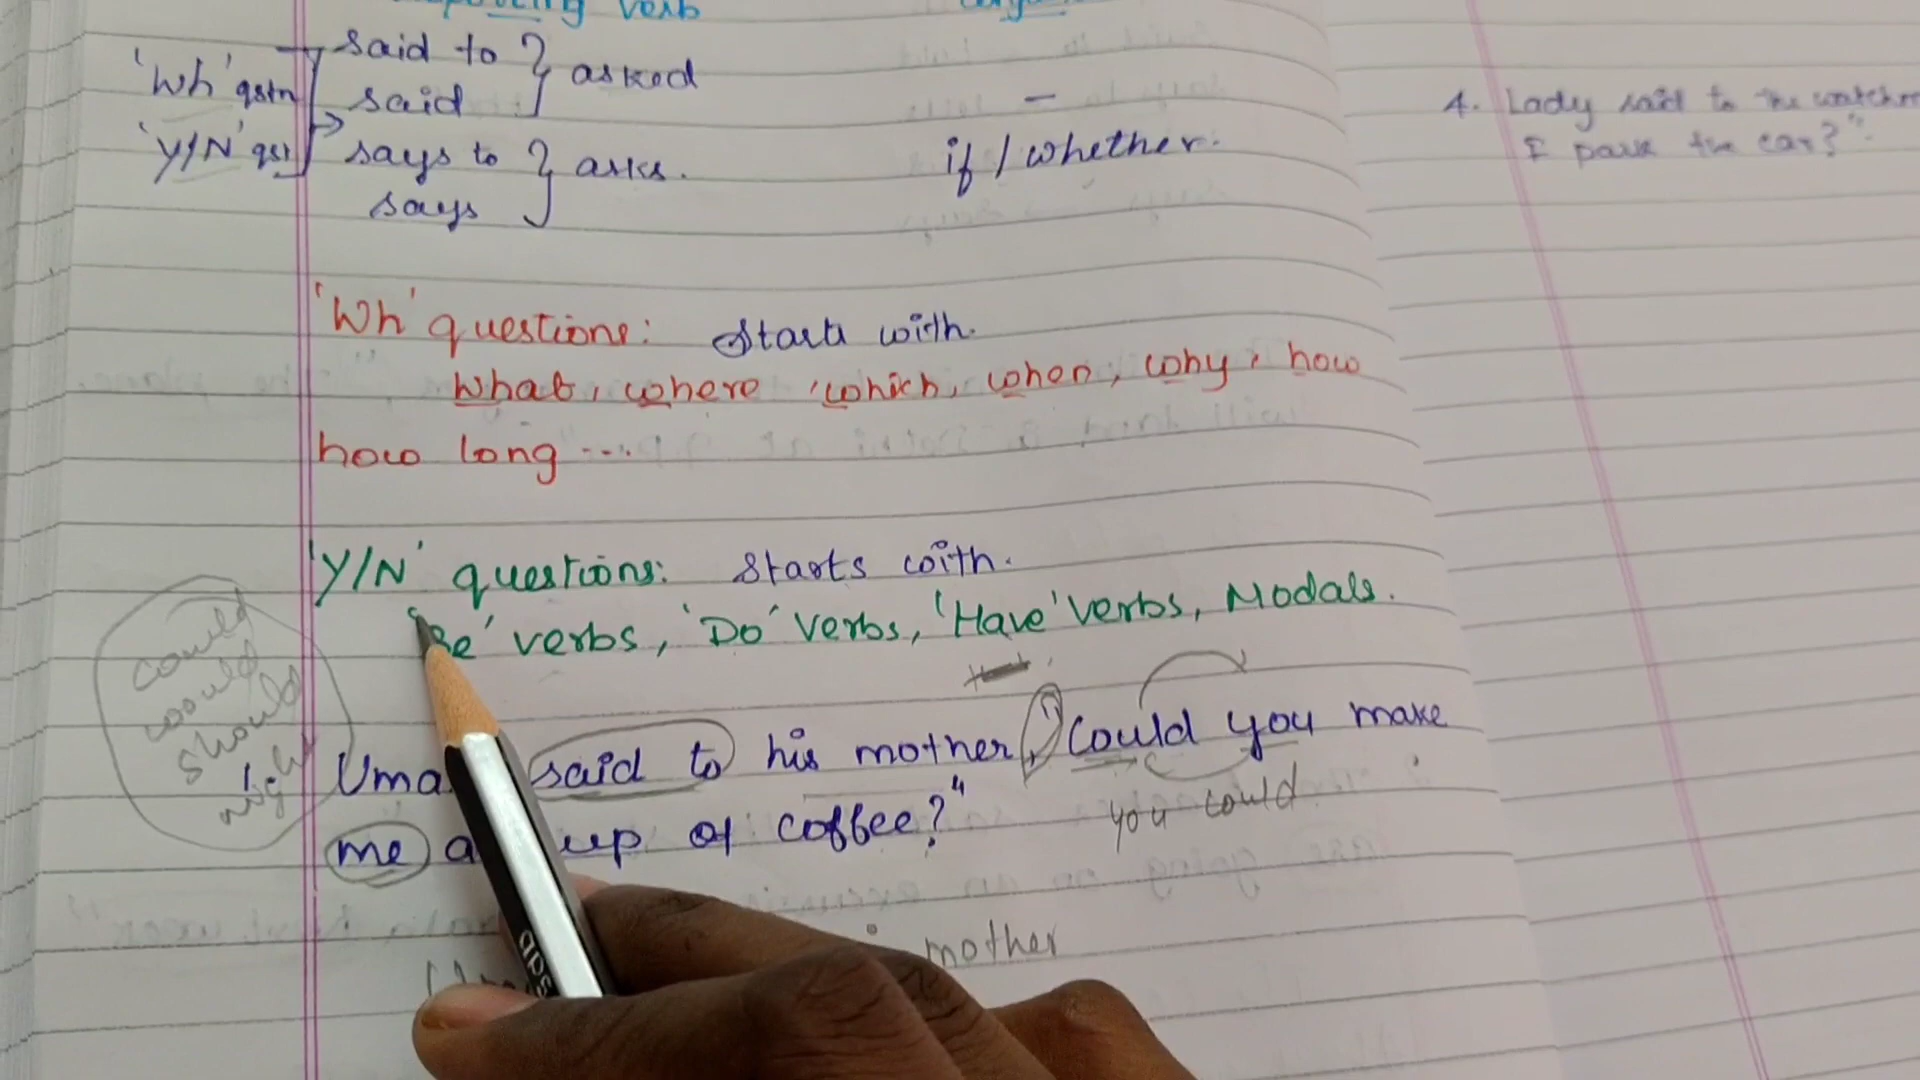 verb
'Wh' qstn said to } asked
said
'Y/N' qst says to } asks.
says
–
if / whether.
4. Lady said to the
I park the car?"
'Wh' questions: Starts with.
what, where, which, when, why, how
how long ...
'Y/N' questions: Starts with.
'Be' verbs, 'Do' verbs, 'Have' verbs, Modals.
could
would
should
might
Uma said to his mother, "Could you make
you could
me a cup of coffee?"
mother